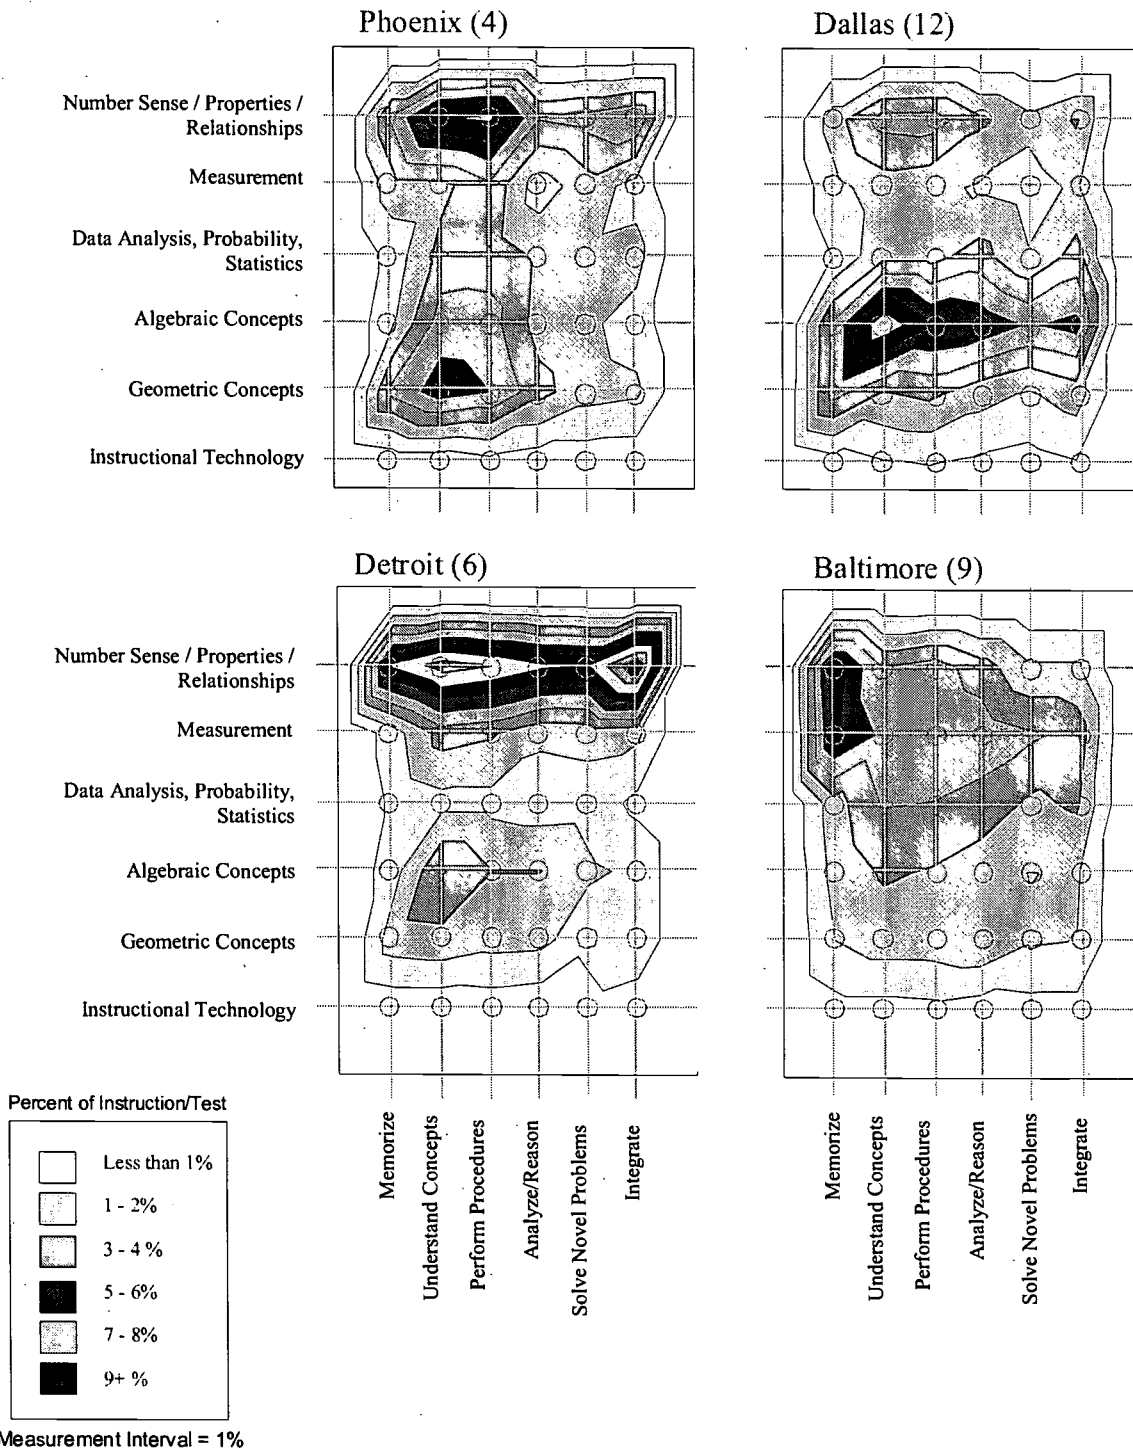 Phoenix (4)
Dallas (12)
Number Sense / Properties /
Relationships
Measurement
Data Analysis, Probability,
Statistics
Algebraic Concepts
Geometric Concepts
Instructional Technology
Detroit (6)
Baltimore (9)
Number Sense / Properties /
Relationships
Measurement
Data Analysis, Probability,
Statistics
Algebraic Concepts
Geometric Concepts
Instructional Technology
Memorize
Understand Concepts
Perform Procedures
Analyze/Reason
Solve Novel Problems
Integrate
Memorize
Understand Concepts
Perform Procedures
Analyze/Reason
Solve Novel Problems
Integrate
Percent of Instruction/Test
Less than 1%
1 - 2%
3 - 4 %
5 - 6%
7 - 8%
9+ %
Measurement Interval = 1%